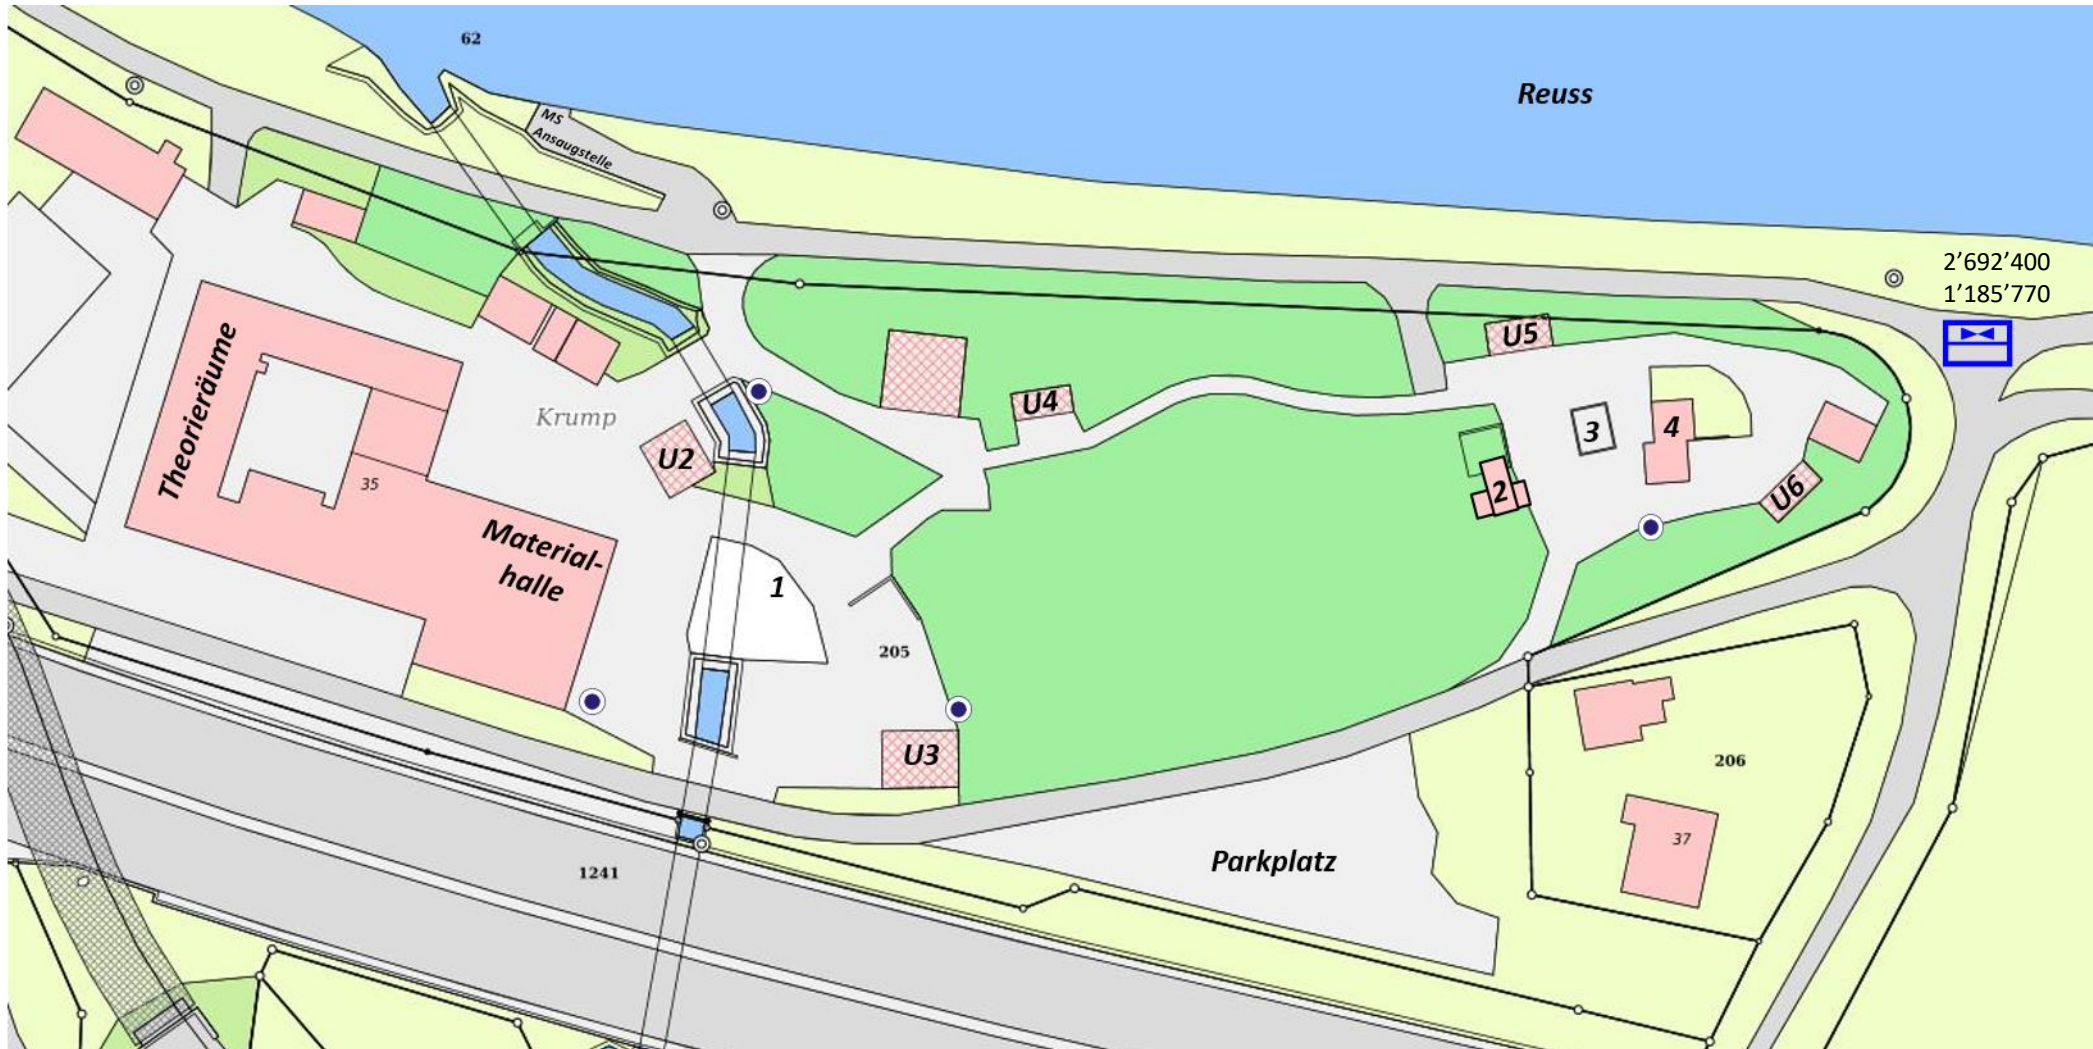 62
Reuss
MS
Ansaugstelle
2’692’400
1’185’770
Theorieräume
U5
U4
Krump
3
4
U2
35
2
U6
Material-
halle
1
205
U3
206
37
Parkplatz
1241